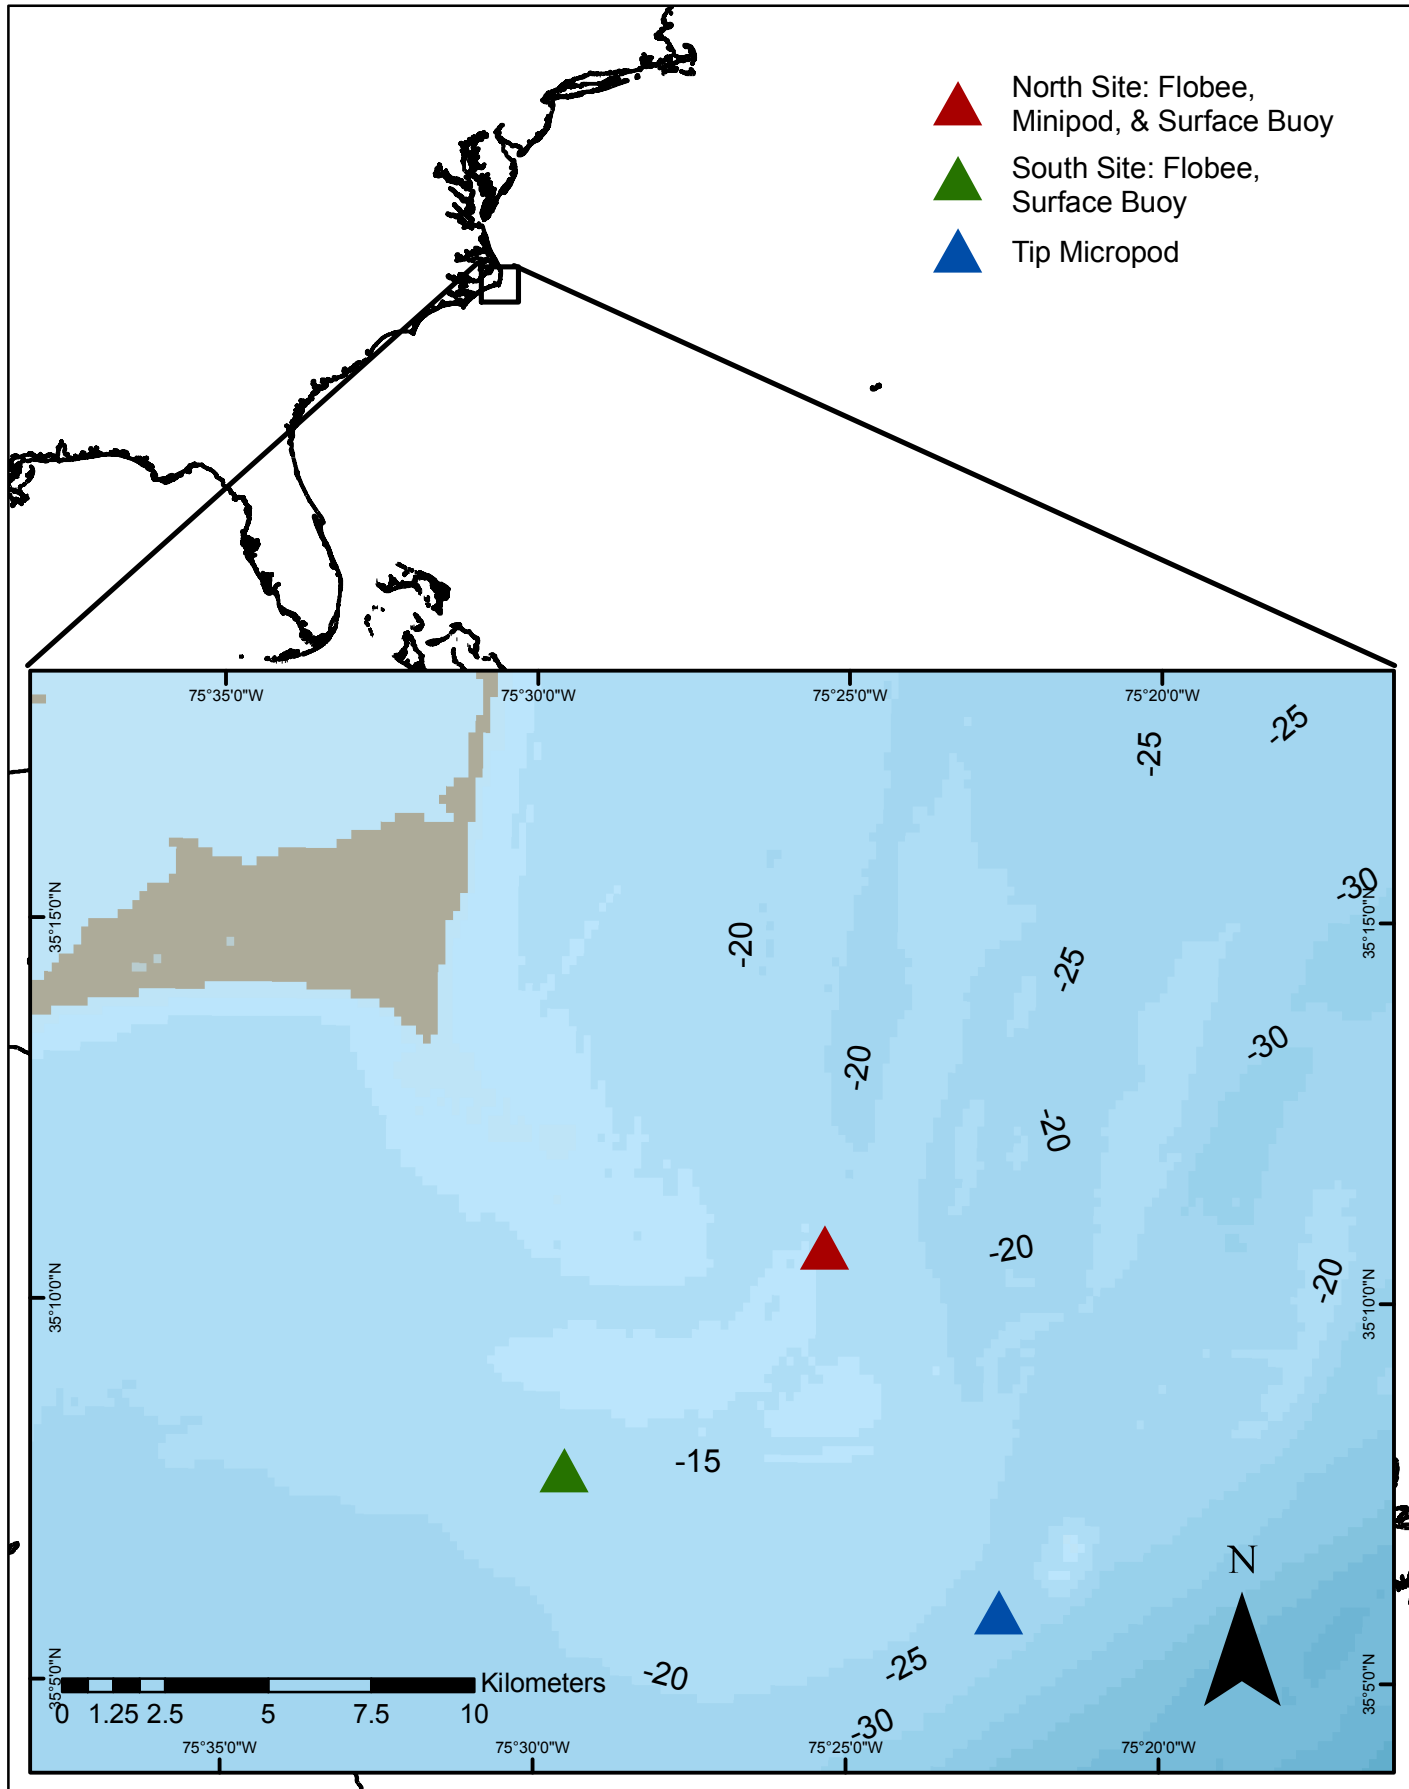 North Site: Flobee,
Minipod, & Surface Buoy
South Site: Flobee,
Surface Buoy
Tip Micropod
75°35'0"W
75°30'0"W
75°25'0"W
75°20'0"W
-25
-25
-30
35°15'0"N
35°15'0"N
-20
-25
-30
-20
-20
-20
-20
35°10'0"N
35°10'0"N
-15
N
-25
-20
35°5'0"N
35°5'0"N
Kilometers
0 1.25 2.5 5 7.5 10
-30
75°35'0"W
75°30'0"W
75°25'0"W
75°20'0"W